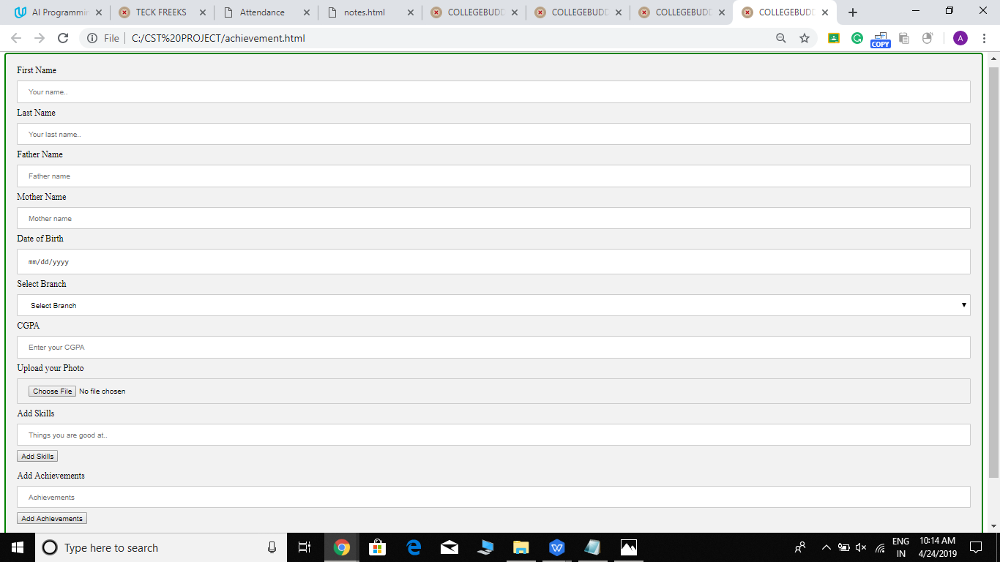 AI Programmin
TECK FREEKS
Attendance
notes.html
COLLEGEBUDD
COLLEGEBUDD
COLLEGEBUDD
COLLEGEBUDD
File
C:/CST%20PROJECT/achievement.html
COPY
A
First Name
Your name..
Last Name
Your last name..
Father Name
Father name
Mother Name
Mother name
Date of Birth
mm/dd/yyyy
Select Branch
Select Branch
CGPA
Enter your CGPA
Upload your Photo
Choose File No file chosen
Add Skills
Things you are good at..
Add Skills
Add Achievements
Achievements
Add Achievements
Type here to search
ENG
IN
10:14 AM
4/24/2019